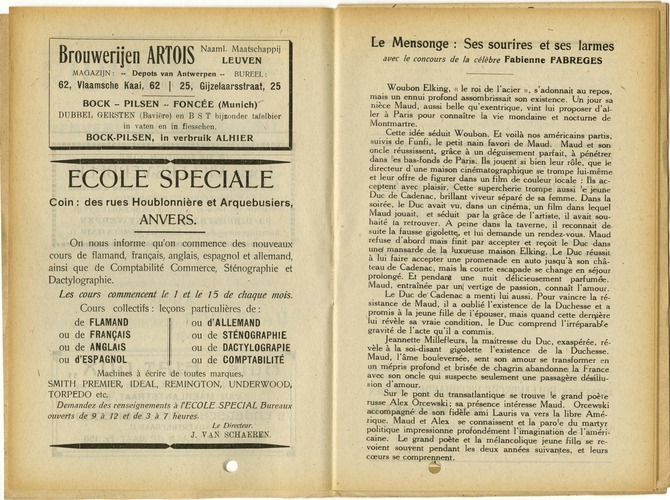 Brouwerijen ARTOIS Naaml. Maatschappij
LEUVEN
MAGAZIJN : -- Depots van Antwerpen -- BUREEL :
62, Vlaamsche Kaai, 62 | 25, Gijzelaarsstraat, 25
BOCK -- PILSEN -- FONCÉE (Munich)
DUBBEL GERSTEN (Bavière) en B S T bijzonder tafelbier
in vaten en in flesschen.
BOCK-PILSEN, in verbruik ALHIER
ECOLE SPECIALE
Coin : des rues Houblonnière et Arquebusiers,
ANVERS.
On nous informe qu'on commence des nouveaux
cours de flamand, français, anglais, espagnol et allemand,
ainsi que de Comptabilité Commerce, Sténographie et
Dactylographie.
Les cours commencent le 1 et le 15 de chaque mois.
Cours collectifs : leçons particulières de :
de FLAMAND ou d'ALLEMAND
ou de FRANÇAIS ou de STÉNOGRAPHIE
ou de ANGLAIS ou de DACTYLOGRAPIE
ou d'ESPAGNOL ou de COMPTABILITÉ
Machines à écrire de toutes marques,
SMITH PREMIER, IDEAL, REMINGTON, UNDERWOOD,
TORPEDO etc.
Demandez des renseignements à l'ECOLE SPECIAL Bureaux
ouverts de 9 à 12 et de 3 à 7 heures.
Le Directeur.
J. VAN SCHAEREN.
Le Mensonge : Ses sourires et ses larmes
avec le concours de la célèbre Fabienne FABREGES
Woubon Elking, « le roi de l'acier », s'adonnait au repos,
mais un ennui profond assombrissait son existence. Un jour sa
nièce Maud, aussi belle qu'exentrique, vint lui proposer d'al-
ler à Paris pour connaître la vie mondaine et nocturne de
Montmartre.
Cette idée séduit Woubon. Et voilà nos américains partis,
suivis de Funfi, le petit nain favori de Maud. Maud et son
oncle réussissent, grâce à un déguisement parfait, à pénétrer
dans les bas-fonds de Paris. Ils jouent si bien leur rôle, que le
directeur d'une maison cinématographique se trompe lui-même
et leur offre de figurer dans un film de couleur locale : Ils ac-
ceptent avec plaisir. Cette supercherie trompe aussi le jeune
Duc de Cadenac, brillant viveur séparé de sa femme. Dans la
soirée, le Duc avait vu, dans un cinéma, un film dans lequel
Maud jouait, et séduit par la grâce de l'artiste, il avait sou-
haité la retrouver. A peine dans la taverne, il reconnait de
suite la fausse gigolette, et lui demande un rendez-vous. Maud
refuse d'abord mais finit par accepter et reçoit le Duc dans
une mansarde de la luxueuse maison Elking. Le Duc réussit
à lui faire accepter une promenade en auto jusqu'à son châ-
teau de Cadenac, mais la courte escapade se change en séjour
prolongé. Et pendant une nuit délicieusement parfumée.
Maud, entraînée par un vertige de passion, connaît l'amour.
Le Duc de Cadenac a menti lui aussi. Pour vaincre la ré-
sistance de Maud, il a oublié l'existence de la Duchesse et a
promis à la jeune fille de l'épouser, mais quand cette dernière
lui révèle sa vraie condition, le Duc comprend l'irréparable
gravité de l'acte qu'il a commis.
Jeannette Millefleurs, la maitresse du Duc, exaspérée, ré-
vèle à la soi-disant gigolette l'existence de la Duchesse.
Maud, l'âme bouleversée, sent son amour se transformer en
un mépris profond et brisée de chagrin abandonne la France
avec son oncle qui suspecte seulement une passagère désillu-
sion d'amour.
Sur le pont du transatlantique se trouve le grand poète
russe Alex Orcewski; sa présence intéresse Maud. Orcewski
accompagné de son fidèle ami Lauris va vers la libre Amé-
rique. Maud et Alex se connaissent et la parole du martyr
politique impressionne profondément l'imagination de l'améri-
caine. Le grand poète et la mélancolique jeune fille se re-
voient souvent pendant les deux années suivantes, et leurs
cœurs se comprennent.